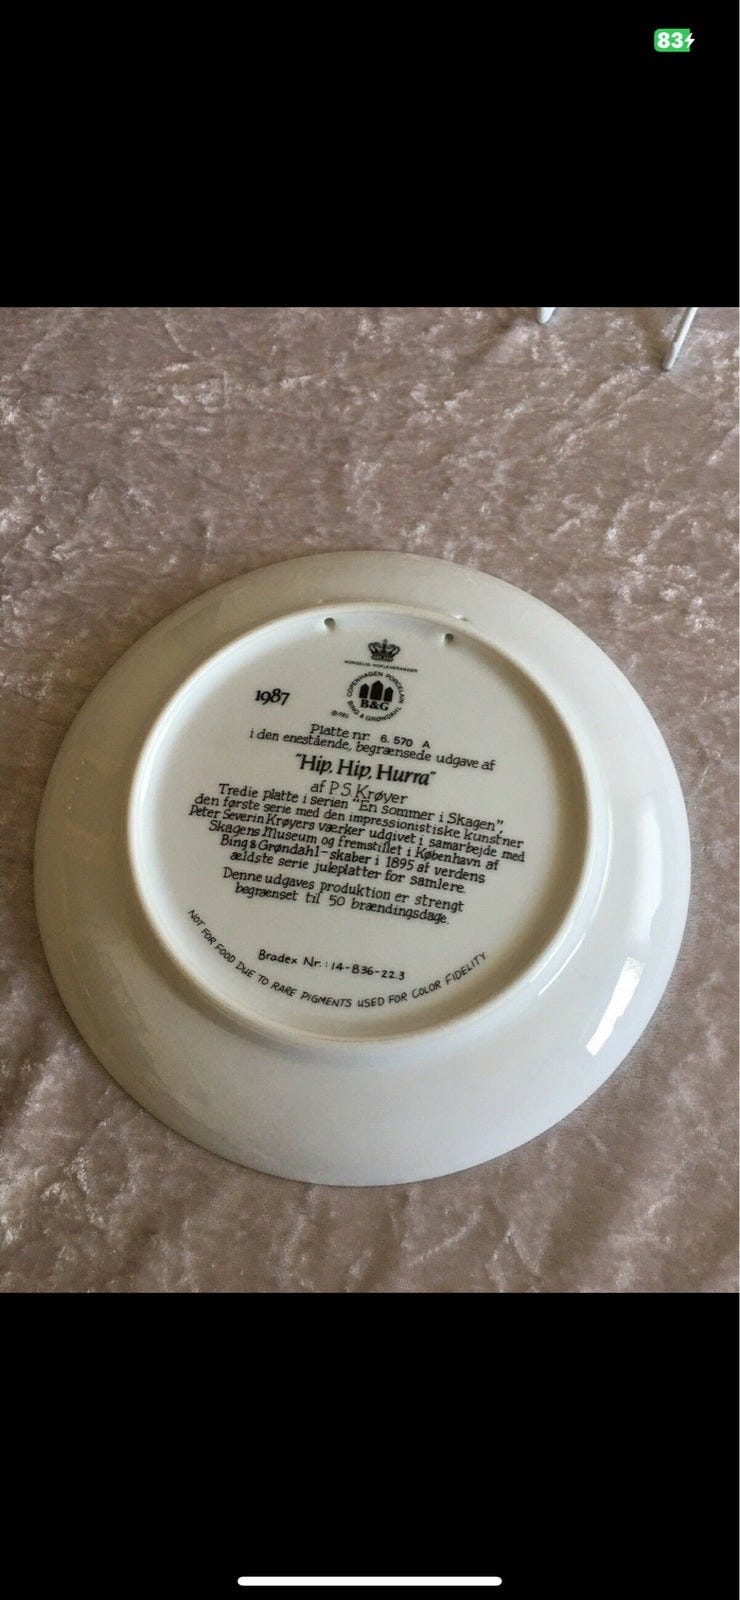 83
KONGELIG HOFLEVERANDØR
COPENHAGEN PORCELAIN
B&G
BING & GRØNDAHL
©1986
1987
Platte nr. 6.570 A
i den enestående, begrænsede udgave af
"Hip, Hip, Hurra"
af P.S. Krøyer
Tredie platte i serien "En sommer i Skagen",
den første serie med den impressionistiske kunstner
Peter Severin Krøyers værker udgivet i samarbejde med
Skagens Museum og fremstillet i København af
Bing & Grøndahl-skaber i 1895 af verdens
ældste serie juleplatter for samlere.
Denne udgaves produktion er strengt
begrænset til 50 brændingsdage.
Bradex Nr.: 14-B36-22.3
NOT FOR FOOD DUE TO RARE PIGMENTS USED FOR COLOR FIDELITY